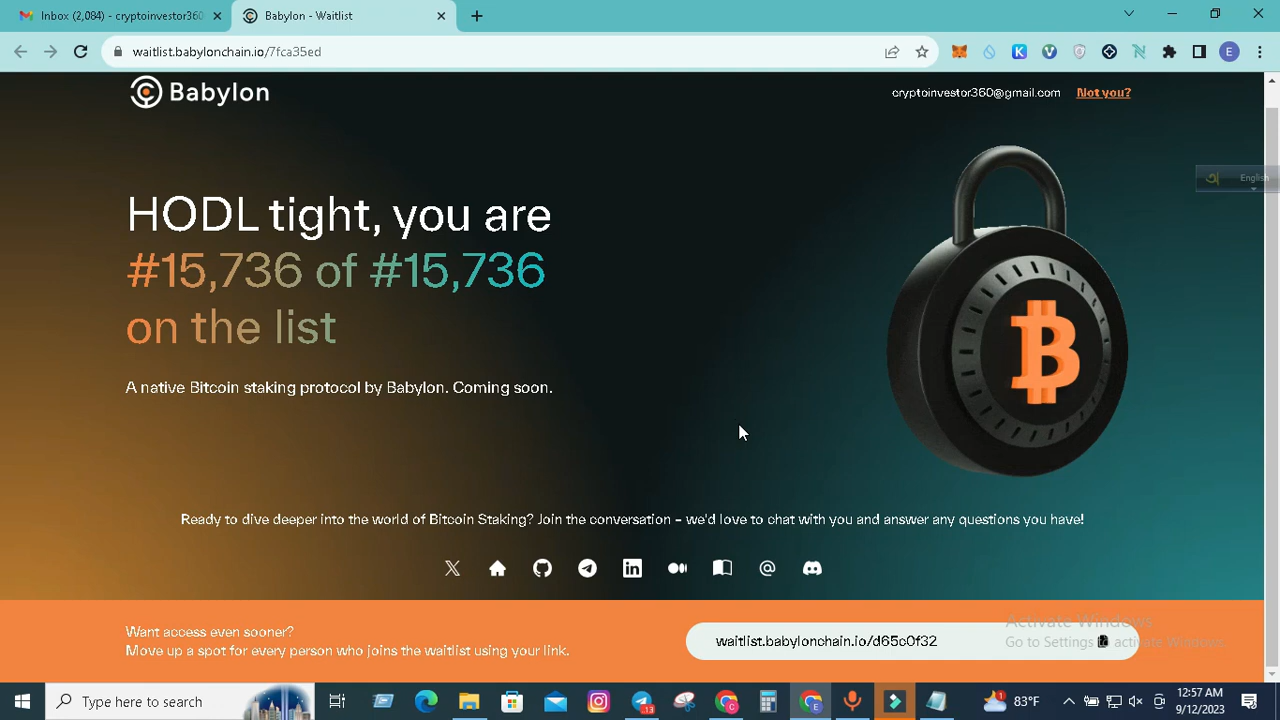 Inbox (2,084) - cryptoinvestor360
Babylon - Waitlist
waitlist.babylonchain.io/7fca35ed
E
Babylon
cryptoinvestor360@gmail.com Not you?
English
HODL tight, you are
#15,736 of #15,736
on the list
A native Bitcoin staking protocol by Babylon. Coming soon.
Ready to dive deeper into the world of Bitcoin Staking? Join the conversation – we'd love to chat with you and answer any questions you have!
Want access even sooner?
Move up a spot for every person who joins the waitlist using your link.
waitlist.babylonchain.io/d65c0f32
Activate Windows
Go to Settings to activate Windows.
Type here to search
13
1
83°F
12:57 AM
9/12/2023